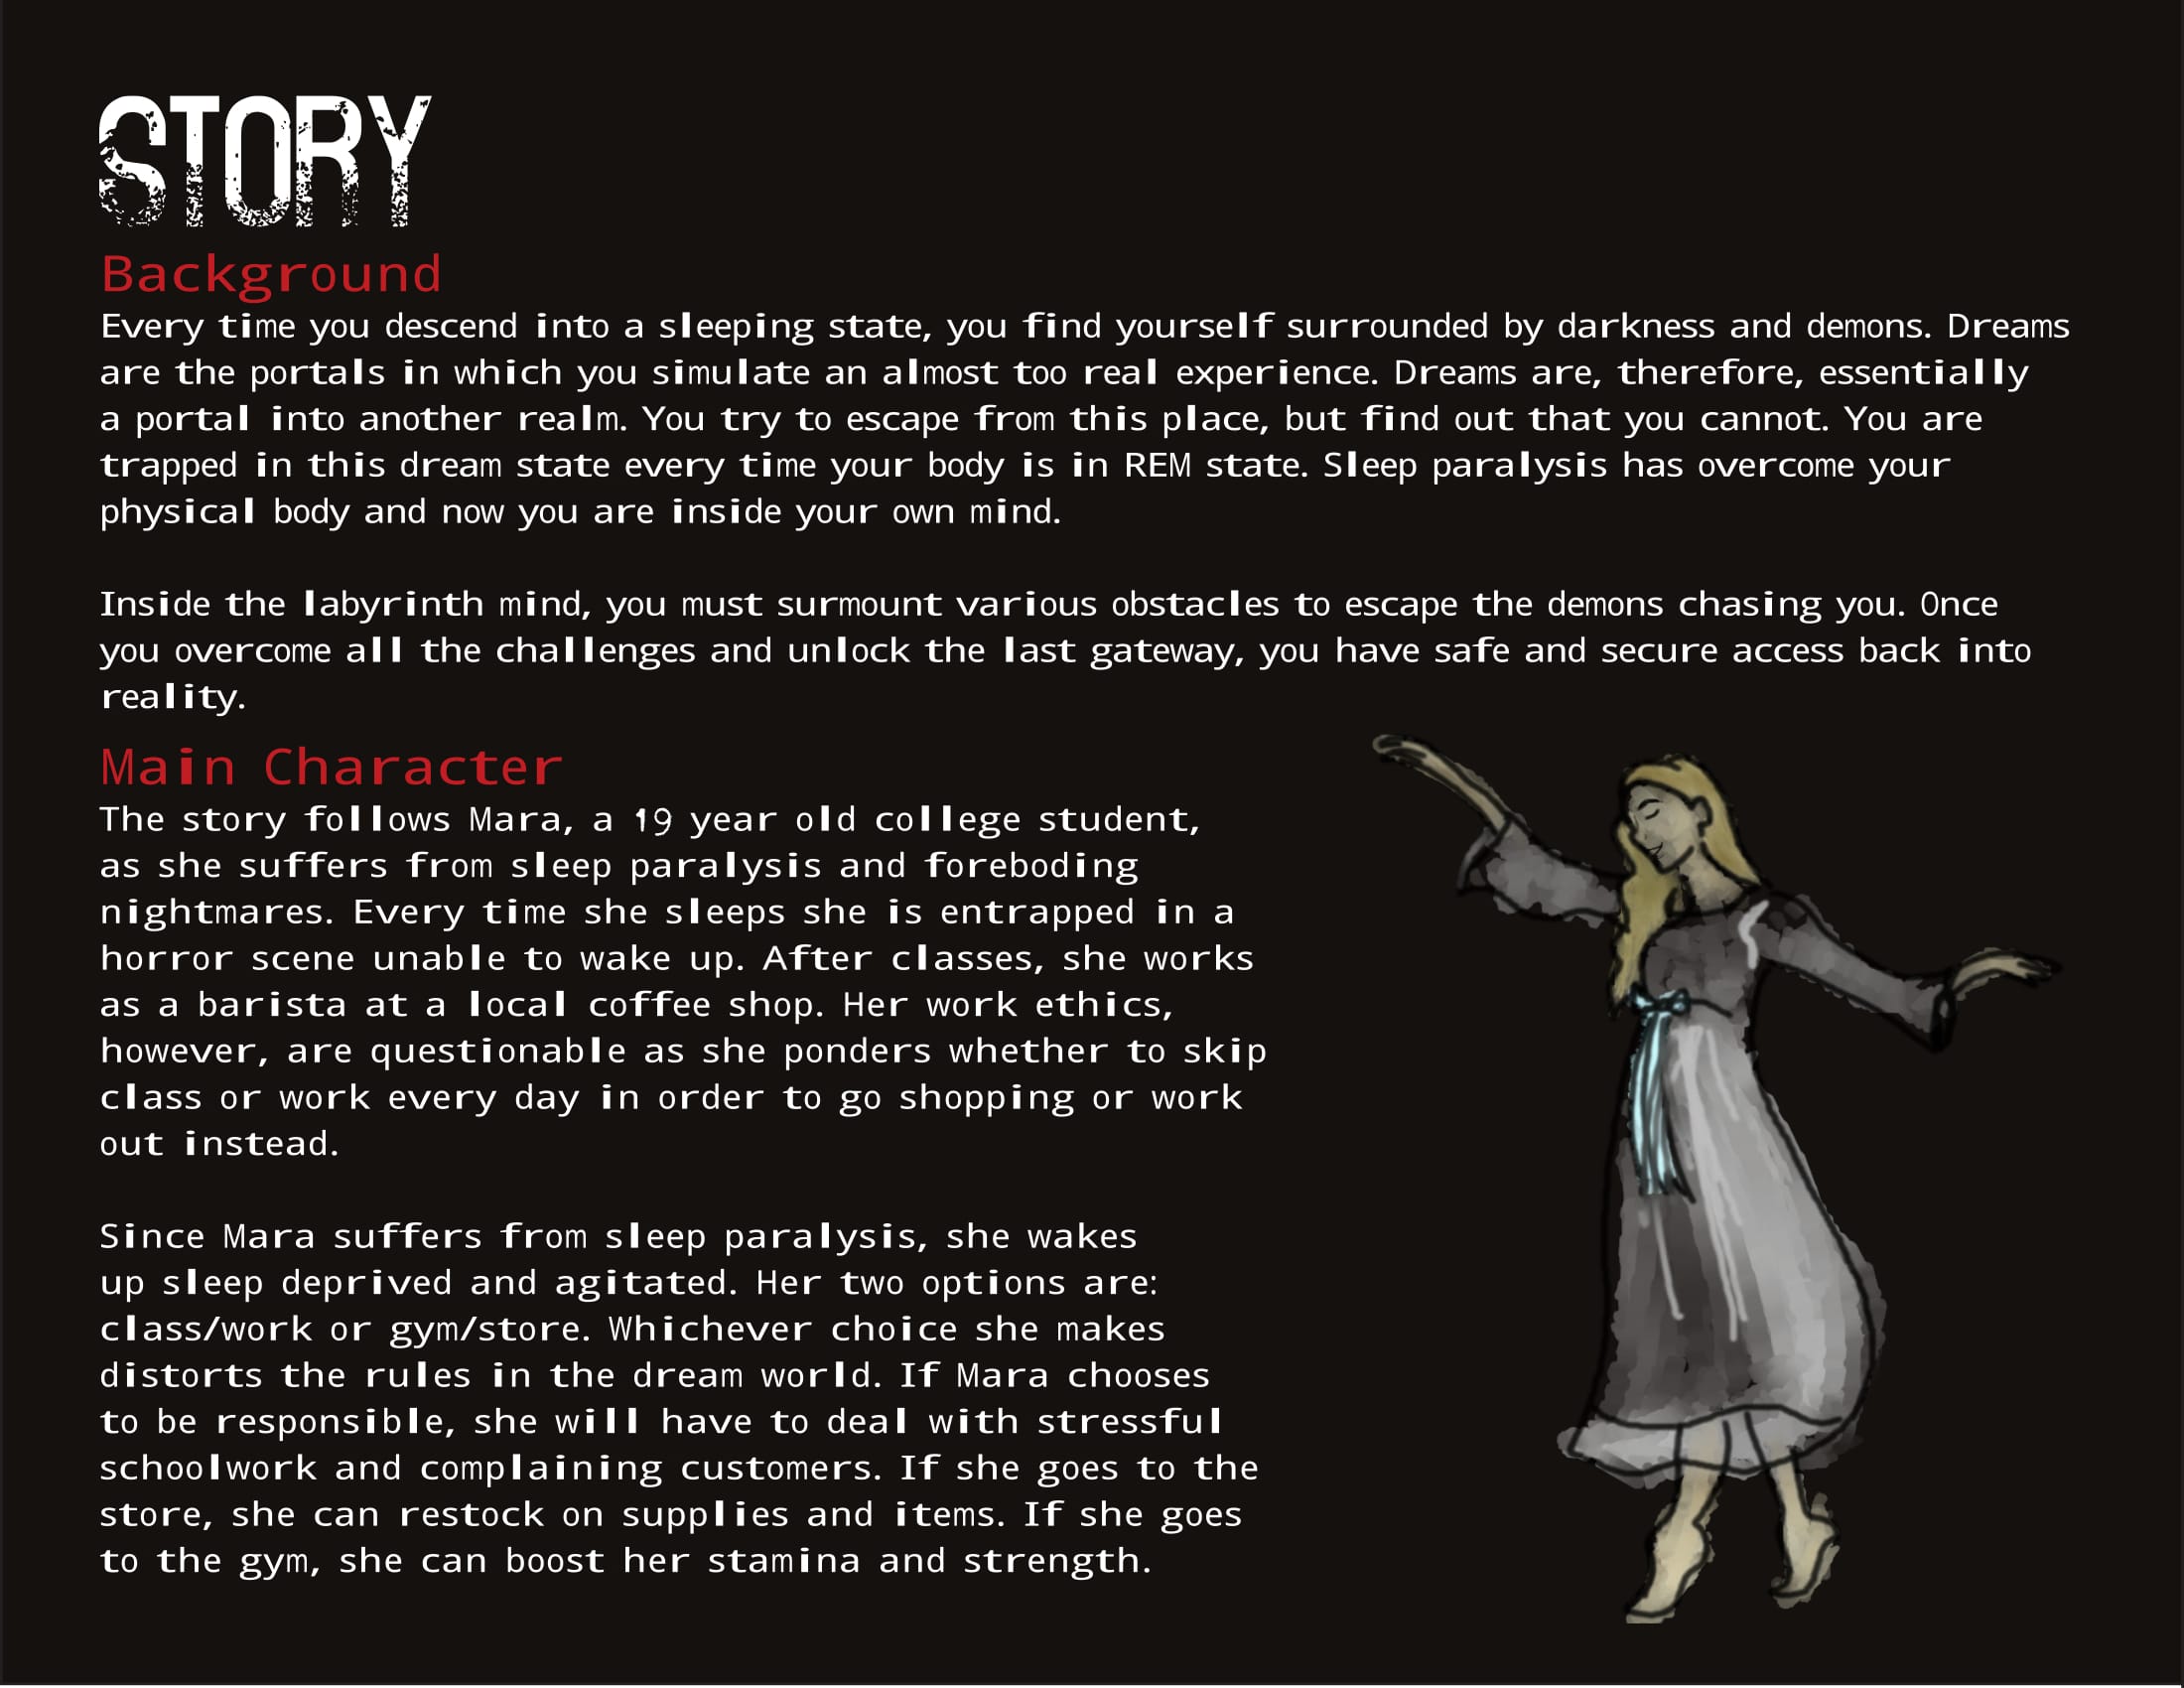 STORY
Background
Every time you descend into a sleeping state, you find yourself surrounded by darkness and demons. Dreams
are the portals in which you simulate an almost too real experience. Dreams are, therefore, essentially
a portal into another realm. You try to escape from this place, but find out that you cannot. You are
trapped in this dream state every time your body is in REM state. Sleep paralysis has overcome your
physical body and now you are inside your own mind.
Inside the labyrinth mind, you must surmount various obstacles to escape the demons chasing you. Once
you overcome all the challenges and unlock the last gateway, you have safe and secure access back into
reality.
Main Character
The story follows Mara, a 19 year old college student,
as she suffers from sleep paralysis and foreboding
nightmares. Every time she sleeps she is entrapped in a
horror scene unable to wake up. After classes, she works
as a barista at a local coffee shop. Her work ethics,
however, are questionable as she ponders whether to skip
class or work every day in order to go shopping or work
out instead.
Since Mara suffers from sleep paralysis, she wakes
up sleep deprived and agitated. Her two options are:
class/work or gym/store. Whichever choice she makes
distorts the rules in the dream world. If Mara chooses
to be responsible, she will have to deal with stressful
schoolwork and complaining customers. If she goes to the
store, she can restock on supplies and items. If she goes
to the gym, she can boost her stamina and strength.